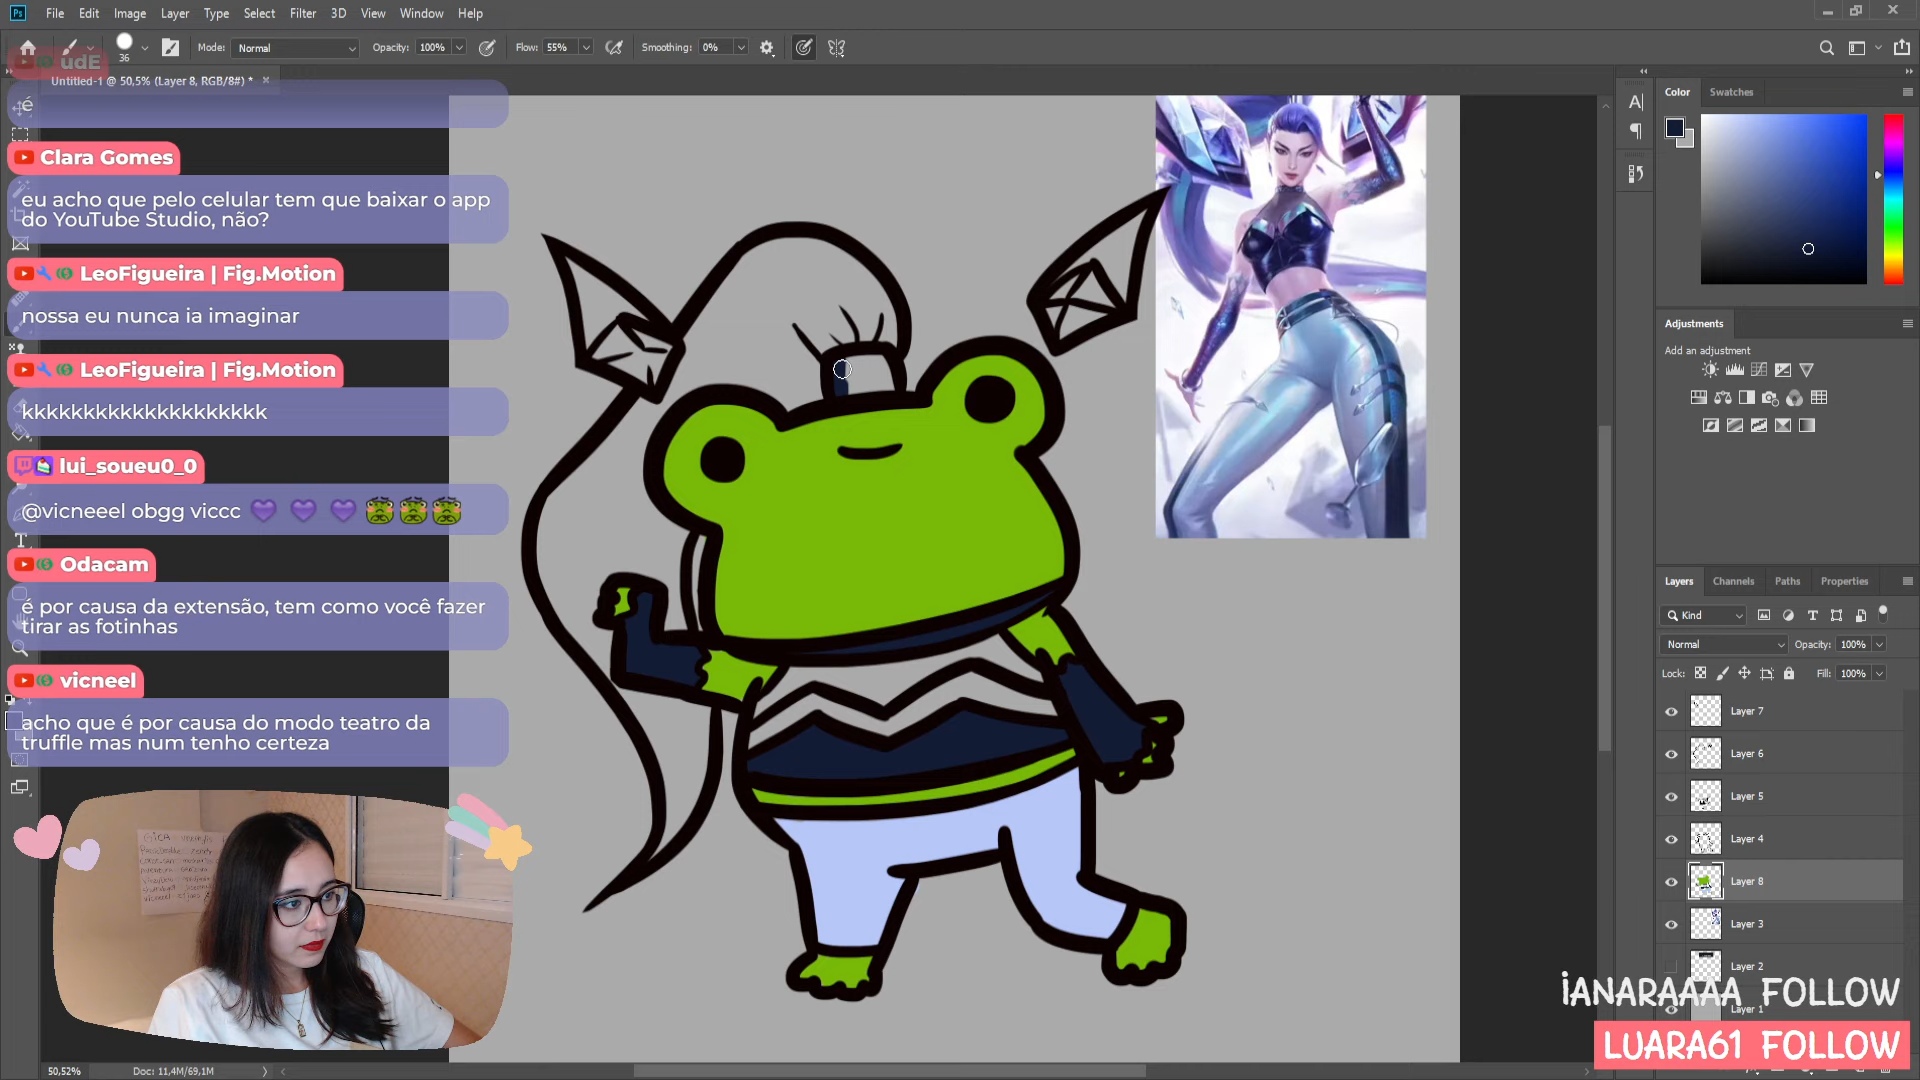 Ps File Edit Image Layer Type Select Filter 3D View Window Help
36 Mode: Normal Opacity: 100% Flow: 55% Smoothing: 0%
udE
Untitled-1 @ 50,5% (Layer 8, RGB/8#) *
é
Clara Gomes
eu acho que pelo celular tem que baixar o app
do YouTube Studio, não?
LeoFigueira | Fig.Motion
nossa eu nunca ia imaginar
LeoFigueira | Fig.Motion
kkkkkkkkkkkkkkkkkkkk
lui_soueu0_0
@vicneeel obgg viccc
Odacam
é por causa da extensão, tem como você fazer
tirar as fotinhas
vicneel
acho que é por causa do modo teatro da
truffle mas num tenho certeza
Color Swatches
Adjustments
Add an adjustment
Layers Channels Paths Properties
Kind
Normal Opacity: 100%
Lock: Fill: 100%
Layer 7
Layer 6
Layer 5
Layer 4
Layer 8
Layer 3
Layer 2
Layer 1
IANARAAAA FOLLOW
LUARA61 FOLLOW
50,52% Doc: 11,4M/69,1M